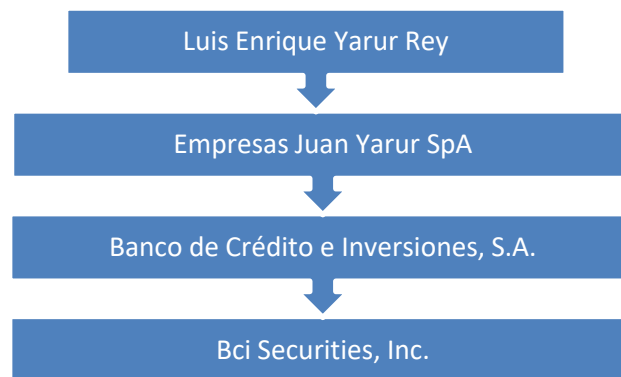 Luis Enrique Yarur Rey
Empresas Juan Yarur SpA
Banco de Crédito e Inversiones, S.A.
Bci Securities, Inc.